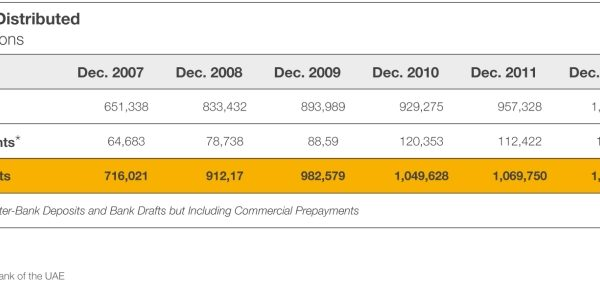 Distributed
ons
Dec. 2007 Dec. 2008 Dec. 2009 Dec. 2010 Dec. 2011 Dec.
651,338 833,432 893,989 929,275 957,328 1,
nts* 64,683 78,738 88,59 120,353 112,422 1
ts 716,021 912,17 982,579 1,049,628 1,069,750 1,
ter-Bank Deposits and Bank Drafts but Including Commercial Prepayments
ank of the UAE